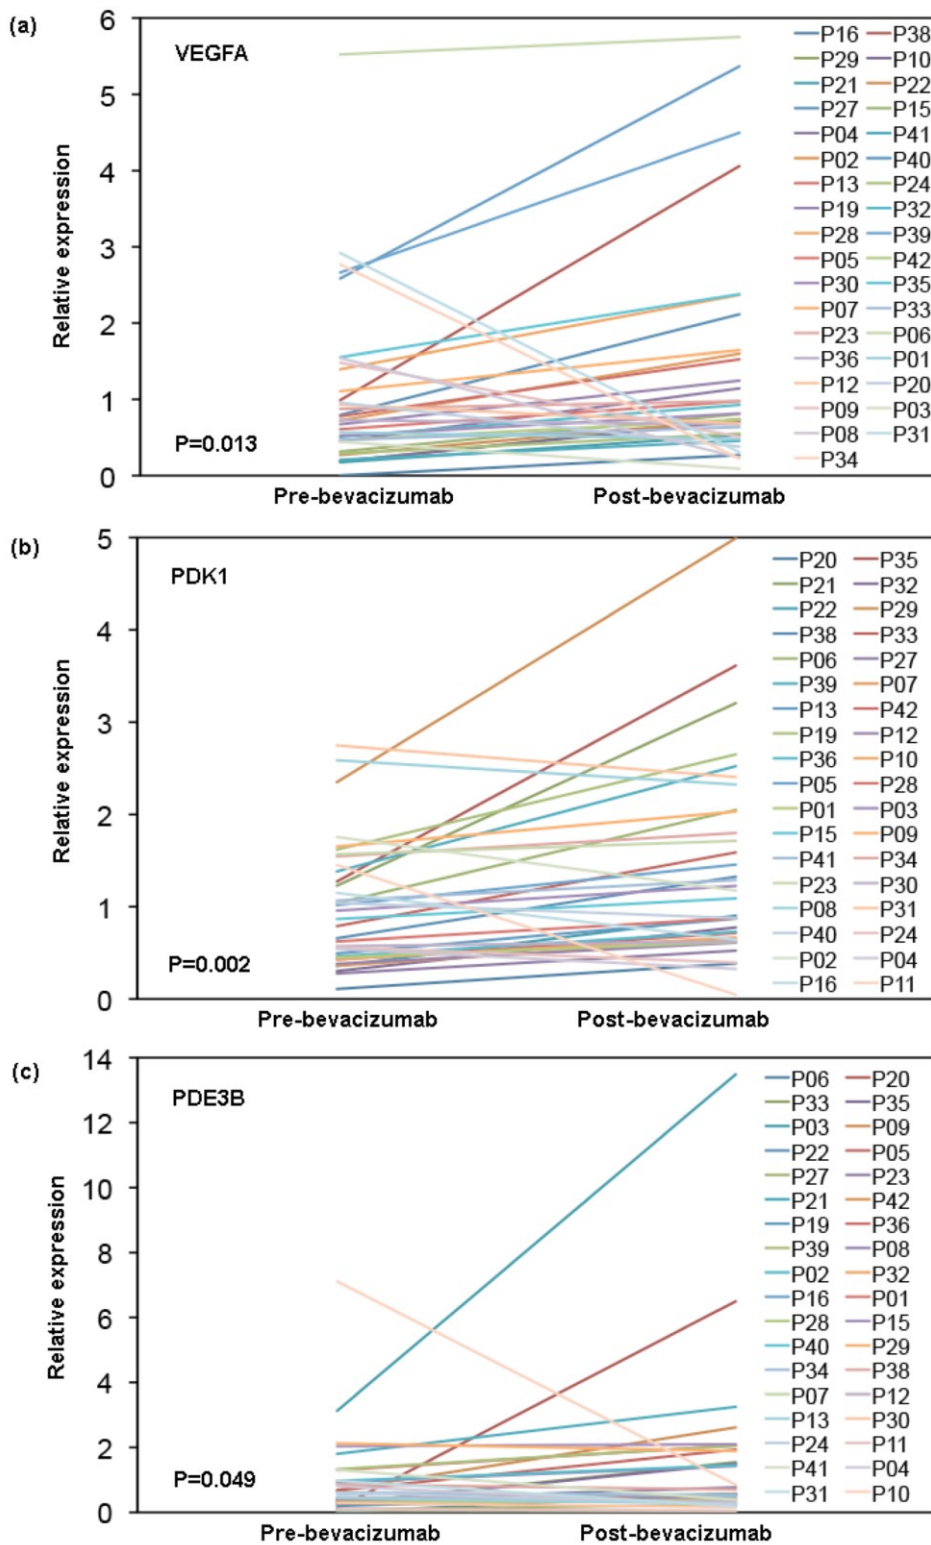 (a)
VEGFA
Relative expression
6
5
4
3
2
1
0
P=0.013
Pre-bevacizumab Post-bevacizumab
P16 P38
P29 P10
P21 P22
P27 P15
P04 P41
P02 P40
P13 P24
P19 P32
P28 P39
P05 P42
P30 P35
P07 P33
P23 P06
P36 P01
P12 P20
P09 P03
P08 P31
P34
(b)
PDK1
Relative expression
5
4
3
2
1
0
P=0.002
Pre-bevacizumab Post-bevacizumab
P20 P35
P21 P32
P22 P29
P38 P33
P06 P27
P39 P07
P13 P42
P19 P12
P36 P10
P05 P28
P01 P03
P15 P09
P41 P34
P23 P30
P08 P31
P40 P24
P02 P04
P16 P11
(c)
PDE3B
Relative expression
14
12
10
8
6
4
2
0
P=0.049
Pre-bevacizumab Post-bevacizumab
P06 P20
P33 P35
P03 P09
P22 P05
P27 P23
P21 P42
P19 P36
P39 P08
P02 P32
P16 P01
P28 P15
P40 P29
P34 P38
P07 P12
P13 P30
P24 P11
P41 P04
P31 P10